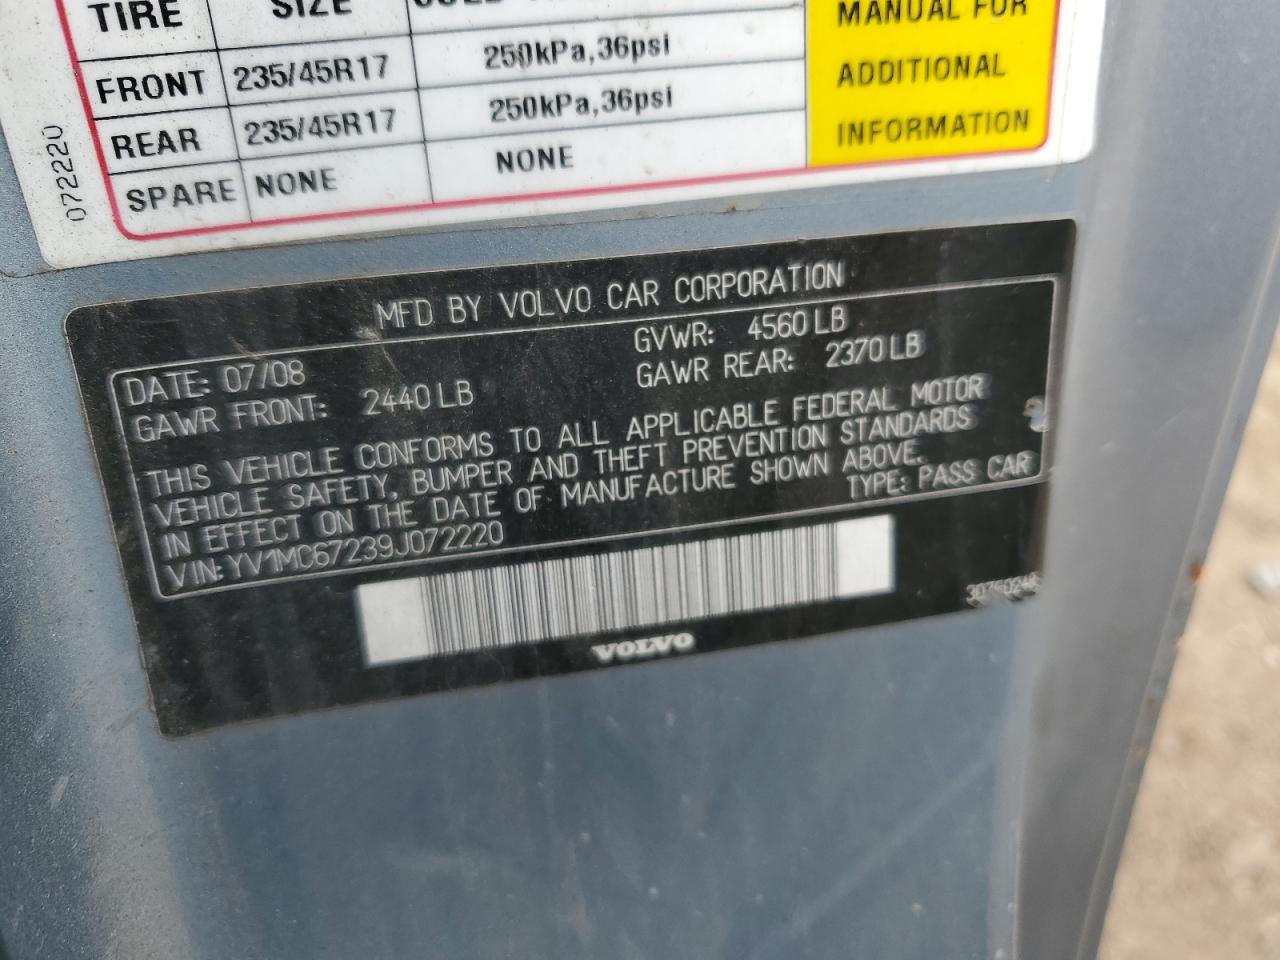 TIRE SIZE
MANUAL FOR
FRONT 235/45R17 250kPa,36psi
ADDITIONAL
REAR 235/45R17 250kPa,36psi
INFORMATION
SPARE NONE NONE
072220
MFD BY VOLVO CAR CORPORATION
DATE: 07/08 GVWR: 4560 LB
GAWR FRONT: 2440 LB GAWR REAR: 2370 LB
THIS VEHICLE CONFORMS TO ALL APPLICABLE FEDERAL MOTOR
VEHICLE SAFETY, BUMPER AND THEFT PREVENTION STANDARDS
IN EFFECT ON THE DATE OF MANUFACTURE SHOWN ABOVE.
VIN: YV1MC67239J072220 TYPE: PASS CAR
VOLVO